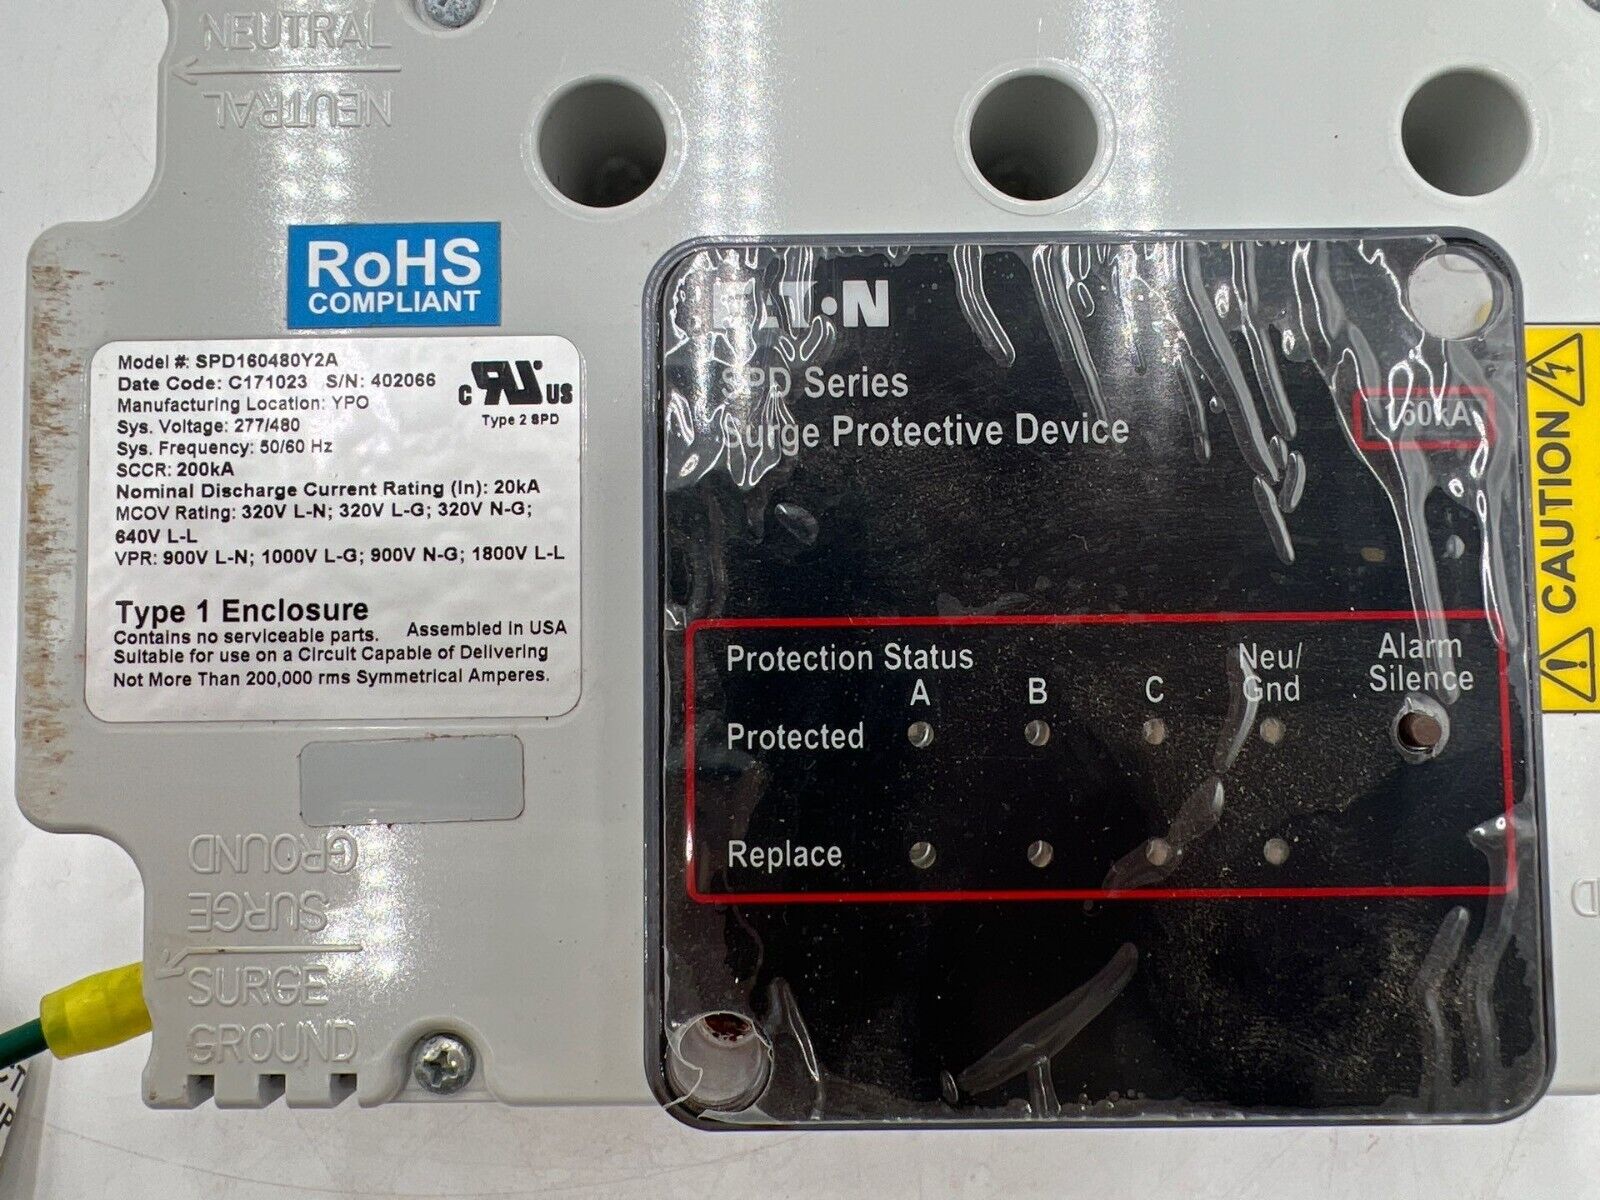 NEUTRAL
NEUTRAL
RoHS
COMPLIANT
Model #: SPD160480Y2A
Date Code: C171023 S/N: 402066
Manufacturing Location: YPO
Sys. Voltage: 277/480
Sys. Frequency: 50/60 Hz
SCCR: 200kA
Nominal Discharge Current Rating (In): 20kA
MCOV Rating: 320V L-N; 320V L-G; 320V N-G;
640V L-L
VPR: 900V L-N; 1000V L-G; 900V N-G; 1800V L-L
c RU us
Type 2 SPD
Type 1 Enclosure
Contains no serviceable parts. Assembled in USA
Suitable for use on a Circuit Capable of Delivering
Not More Than 200,000 rms Symmetrical Amperes.
GROUND
SURGE
SURGE
GROUND
EAT•N
SPD Series
Surge Protective Device
160kA
Protection Status
A B C Neu/
Gnd
Alarm
Silence
Protected
Replace
CAUTION